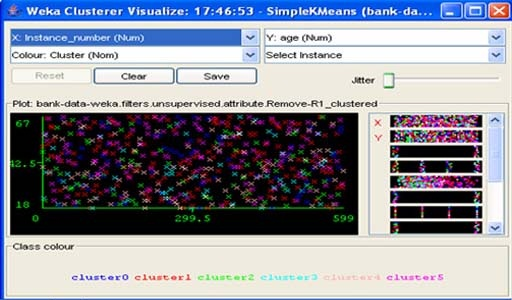 Weka Clusterer Visualize: 17:46:53 - SimpleKMeans (bank-da...
X: Instance_number (Num) Y: age (Num)
Colour: Cluster (Nom) Select Instance
Reset Clear Save Jitter
Plot: bank-data-weka.filters.unsupervised.attribute.Remove-R1_clustered
67
42.5
18
0 299.5 599
X
Y
Class colour
cluster0 cluster1 cluster2 cluster3 cluster4 cluster5